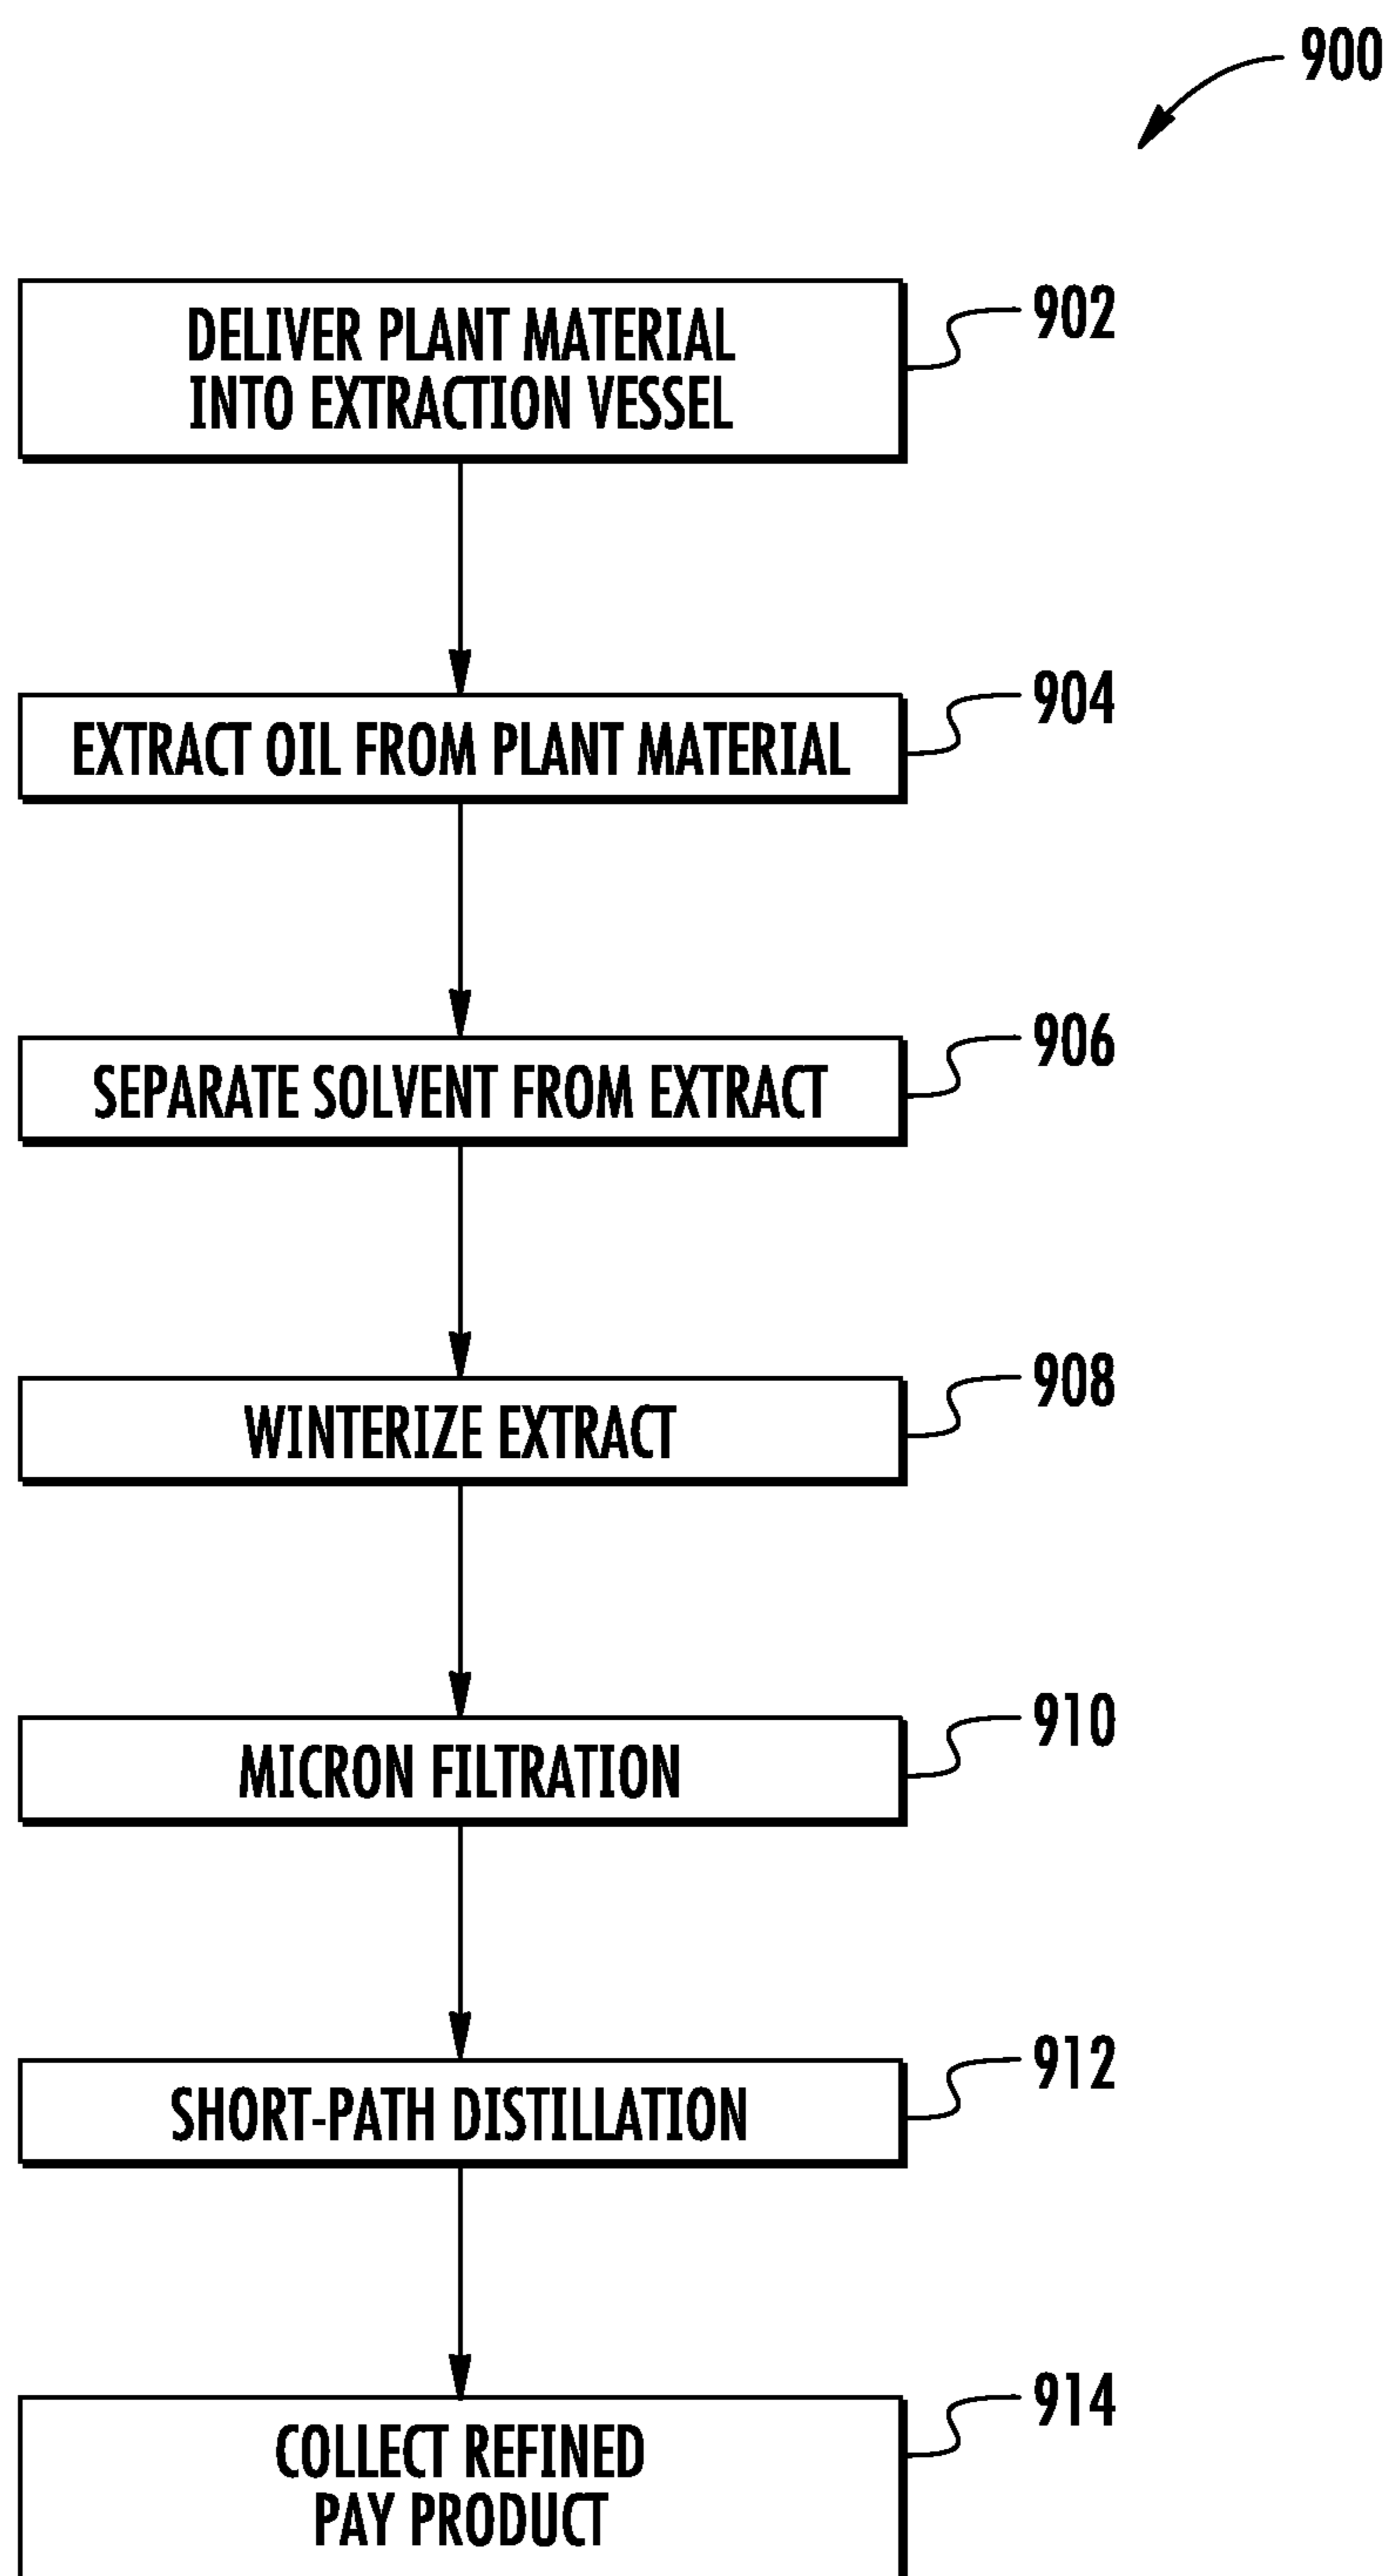 900
DELIVER PLANT MATERIAL
INTO EXTRACTION VESSEL
902
EXTRACT OIL FROM PLANT MATERIAL
904
SEPARATE SOLVENT FROM EXTRACT
906
WINTERIZE EXTRACT
908
MICRON FILTRATION
910
SHORT-PATH DISTILLATION
912
COLLECT REFINED
PAY PRODUCT
914